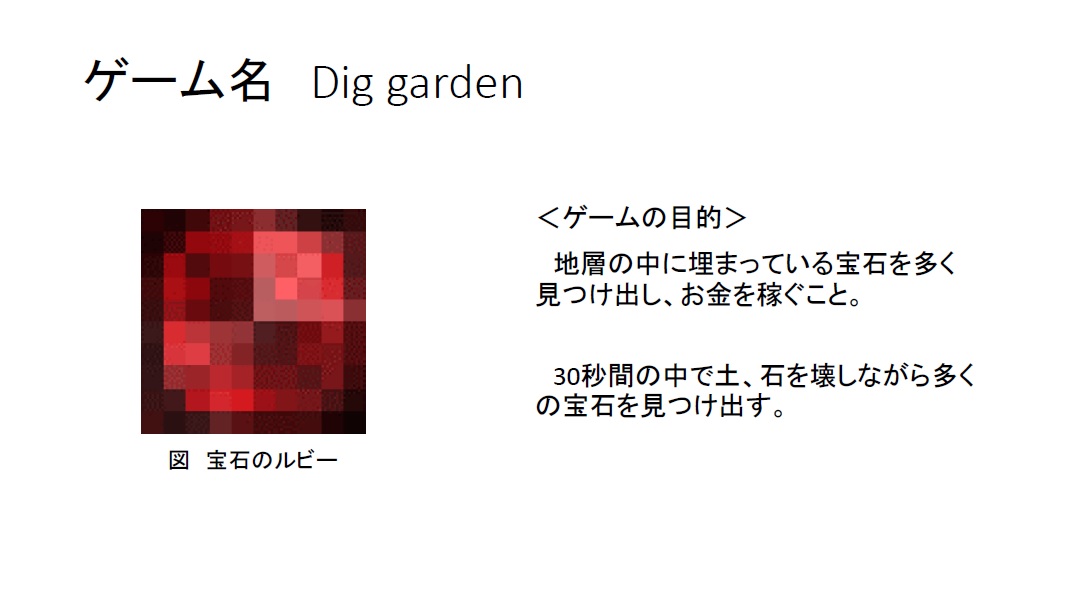 ゲーム名　Dig garden
＜ゲームの目的＞
地層の中に埋まっている宝石を多く
見つけ出し、お金を稼ぐこと。
30秒間の中で土、石を壊しながら多く
の宝石を見つけ出す。
図　宝石のルビー